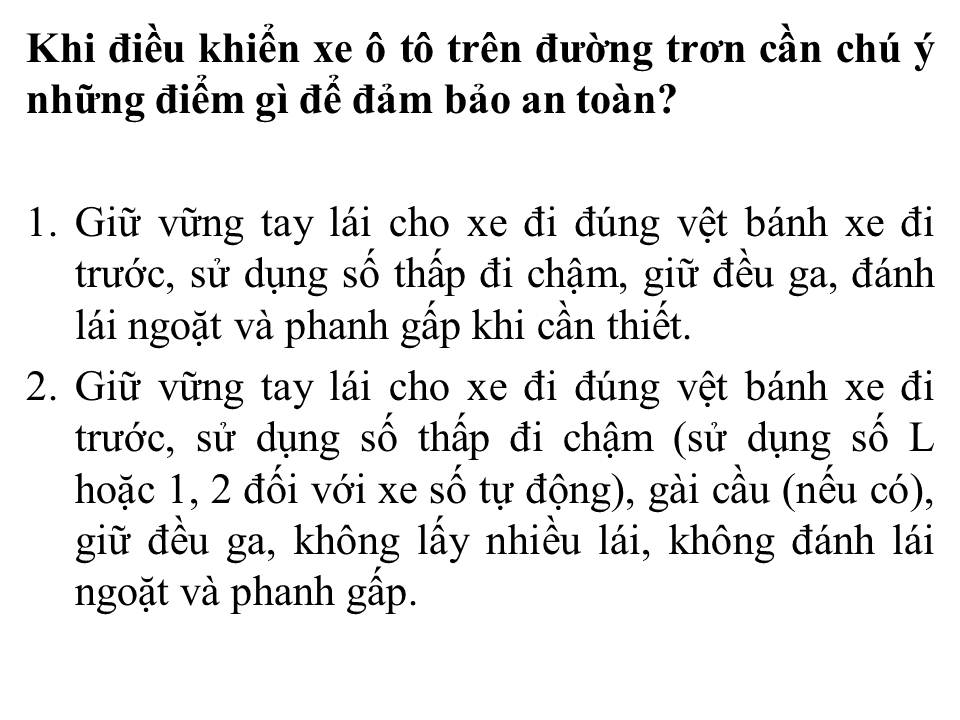 Khi điều khiển xe ô tô trên đường trơn cần chú ý
những điểm gì để đảm bảo an toàn?
1. Giữ vững tay lái cho xe đi đúng vệt bánh xe đi
trước, sử dụng số thấp đi chậm, giữ đều ga, đánh
lái ngoặt và phanh gấp khi cần thiết.
2. Giữ vững tay lái cho xe đi đúng vệt bánh xe đi
trước, sử dụng số thấp đi chậm (sử dụng số L
hoặc 1, 2 đối với xe số tự động), gài cầu (nếu có),
giữ đều ga, không lấy nhiều lái, không đánh lái
ngoặt và phanh gấp.